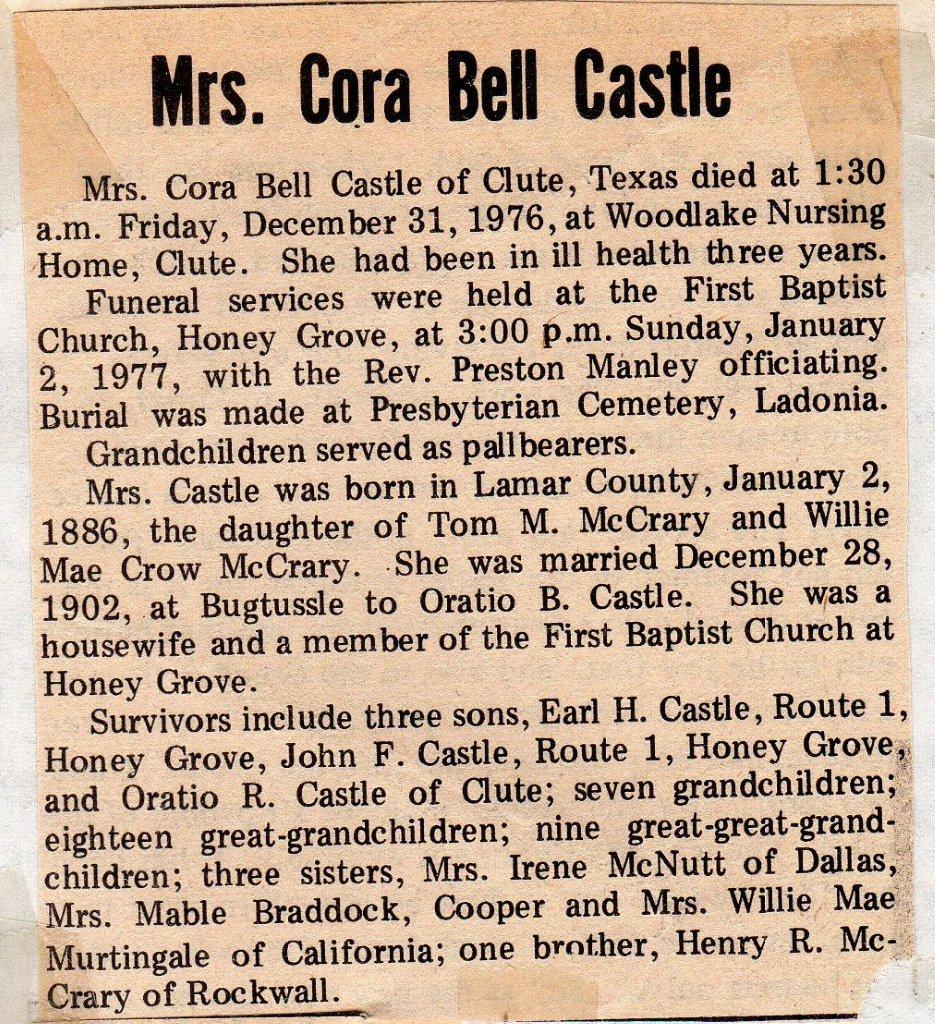 Mrs. Cora Bell Castle
Mrs. Cora Bell Castle of Clute, Texas died at 1:30
a.m. Friday, December 31, 1976, at Woodlake Nursing
Home, Clute. She had been in ill health three years.
Funeral services were held at the First Baptist
Church, Honey Grove, at 3:00 p.m. Sunday, January
2, 1977, with the Rev. Preston Manley officiating.
Burial was made at Presbyterian Cemetery, Ladonia.
Grandchildren served as pallbearers.
Mrs. Castle was born in Lamar County, January 2,
1886, the daughter of Tom M. McCrary and Willie
Mae Crow McCrary. She was married December 28,
1902, at Bugtussle to Oratio B. Castle. She was a
housewife and a member of the First Baptist Church at
Honey Grove.
Survivors include three sons, Earl H. Castle, Route 1,
Honey Grove, John F. Castle, Route 1, Honey Grove,
and Oratio R. Castle of Clute; seven grandchildren;
eighteen great-grandchildren; nine great-great-grand-
children; three sisters, Mrs. Irene McNutt of Dallas,
Mrs. Mable Braddock, Cooper and Mrs. Willie Mae
Murtingale of California; one brother, Henry R. Mc-
Crary of Rockwall.